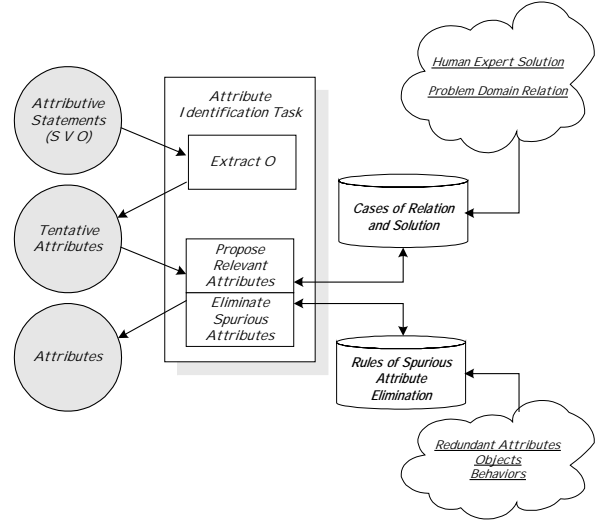 Attributive
Statements
(S V O)
Attribute
Identification Task
Extract O
Tentative
Attributes
Propose
Relevant
Attributes
Eliminate
Spurious
Attributes
Attributes
Human Expert Solution
Problem Domain Relation
Cases of Relation
and Solution
Rules of Spurious
Attribute
Elimination
Redundant Attributes
Objects
Behaviors